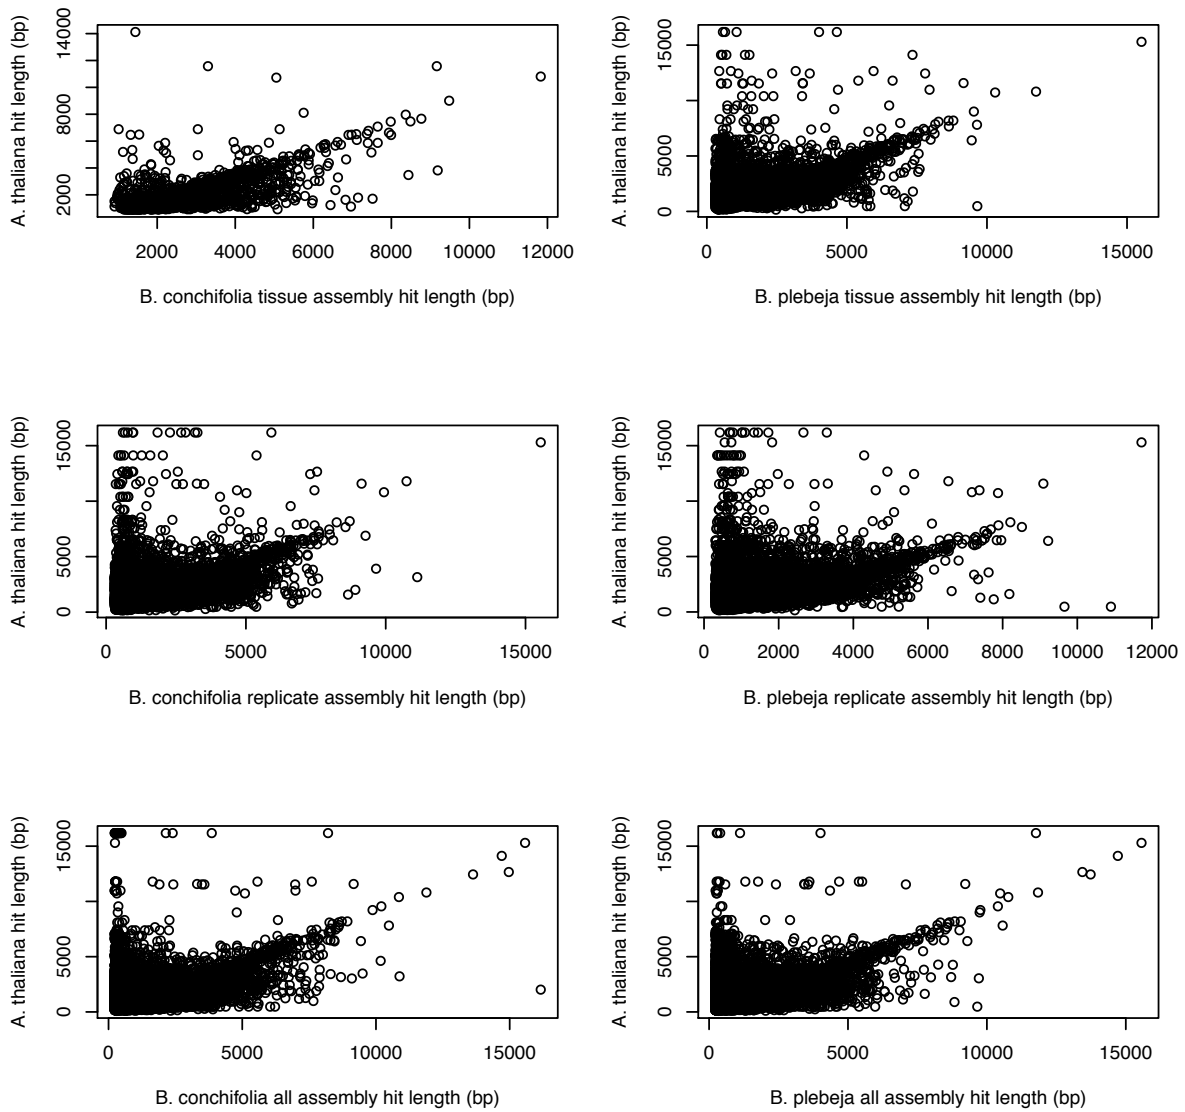 A. thaliana hit length (bp)
2000 8000 14000
2000 4000 6000 8000 10000 12000
B. conchifolia tissue assembly hit length (bp)
A. thaliana hit length (bp)
0 5000 15000
0 5000 10000 15000
B. plebeja tissue assembly hit length (bp)
A. thaliana hit length (bp)
0 5000 15000
0 5000 10000 15000
B. conchifolia replicate assembly hit length (bp)
A. thaliana hit length (bp)
0 5000 15000
0 2000 4000 6000 8000 10000 12000
B. plebeja replicate assembly hit length (bp)
A. thaliana hit length (bp)
0 5000 15000
0 5000 10000 15000
B. conchifolia all assembly hit length (bp)
A. thaliana hit length (bp)
0 5000 15000
0 5000 10000 15000
B. plebeja all assembly hit length (bp)